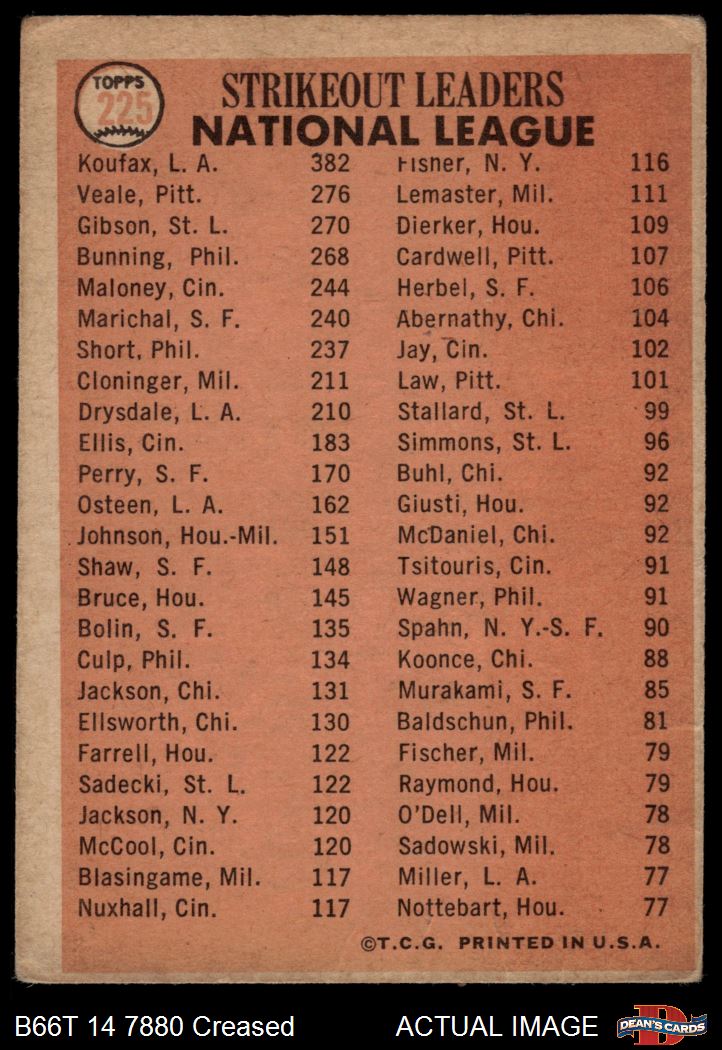 TOPPS
225
STRIKEOUT LEADERS
NATIONAL LEAGUE
Koufax, L. A. 382
Veale, Pitt. 276
Gibson, St. L. 270
Bunning, Phil. 268
Maloney, Cin. 244
Marichal, S. F. 240
Short, Phil. 237
Cloninger, Mil. 211
Drysdale, L. A. 210
Ellis, Cin. 183
Perry, S. F. 170
Osteen, L. A. 162
Johnson, Hou.-Mil. 151
Shaw, S. F. 148
Bruce, Hou. 145
Bolin, S. F. 135
Culp, Phil. 134
Jackson, Chi. 131
Ellsworth, Chi. 130
Farrell, Hou. 122
Sadecki, St. L. 122
Jackson, N. Y. 120
McCool, Cin. 120
Blasingame, Mil. 117
Nuxhall, Cin. 117
Fisher, N. Y. 116
Lemaster, Mil. 111
Dierker, Hou. 109
Cardwell, Pitt. 107
Herbel, S. F. 106
Abernathy, Chi. 104
Jay, Cin. 102
Law, Pitt. 101
Stallard, St. L. 99
Simmons, St. L. 96
Buhl, Chi. 92
Giusti, Hou. 92
McDaniel, Chi. 92
Tsitouris, Cin. 91
Wagner, Phil. 91
Spahn, N. Y.-S. F. 90
Koonce, Chi. 88
Murakami, S. F. 85
Baldschun, Phil. 81
Fischer, Mil. 79
Raymond, Hou. 79
O'Dell, Mil. 78
Sadowski, Mil. 78
Miller, L. A. 77
Nottebart, Hou. 77
©T.C.G. PRINTED IN U.S.A.
B66T 14 7880 Creased
ACTUAL IMAGE
D
DEAN'S CARDS